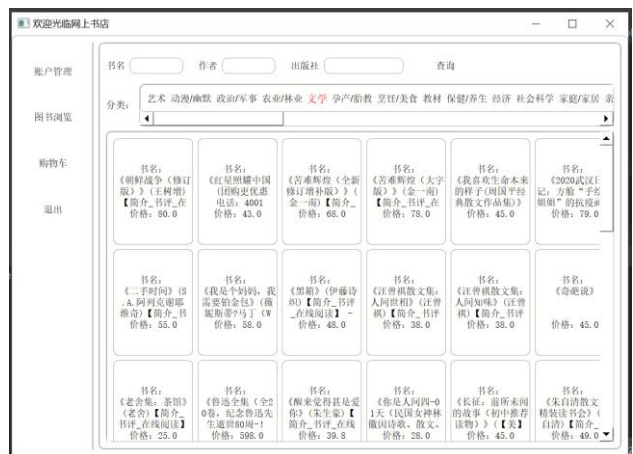 欢迎光临网上书店
账户管理
图书浏览
购物车
退出
书名 作者 出版社 查询
分类: 艺术 动漫/幽默 政治/军事 农业/林业 文学 孕产/胎教 烹饪/美食 教材 保健/养生 经济 社会科学 家庭/家居
书名:
《朝鲜战争（修订
版）》（王树增）
【简介_书评_在
价格: 80.0
书名:
《红星照耀中国
（团购更优惠
电话: 4001
价格: 43.0
书名:
《苦难辉煌（全新
修订增补版）》（
金一南）【简介_
价格: 68.0
书名:
《苦难辉煌（大字
版）》（金一南）
【简介_书评_在
价格: 78.0
书名:
《我喜欢生命本来
的样子(周国平经
典散文作品集)》
价格: 45.0
书名:
《2020武汉日
记: 方舱“手绘
姐姐”的抗疫
价格: 79.0
书名:
《二手时间》（S
.A.阿列克谢耶
维奇）【简介_书
价格: 55.0
书名:
《我是个妈妈，我
需要铂金包》（薇
妮斯蒂?马丁（W
价格: 58.0
书名:
《黑箱》（伊藤诗
织）【简介_书评
_在线阅读】 -
价格: 48.0
书名:
《汪曾祺散文集:
人间世相》（汪曾
祺）【简介_书评
价格: 38.0
书名:
《汪曾祺散文集:
人间知味》（汪曾
祺）【简介_书评
价格: 38.0
书名:
《奇葩说》
价格: 45.0
书名:
《老舍集: 茶馆》
（老舍）【简介_
书评_在线阅读】
价格: 25.0
书名:
《鲁迅全集（全2
0卷，纪念鲁迅先
生逝世80周-!
价格: 598.0
书名:
《醒来觉得甚是爱
你》（朱生豪）【
简介_书评_在线
价格: 39.8
书名:
《你是人间四-0
1天（民国女神林
徽因诗歌、散文、
价格: 28.0
书名:
《长征: 前所未闻
的故事（初中推荐
读物）》（【美】
价格: 45.0
书名:
《朱自清散文
精装读书会》（
自清）【简介_
价格: 49.0